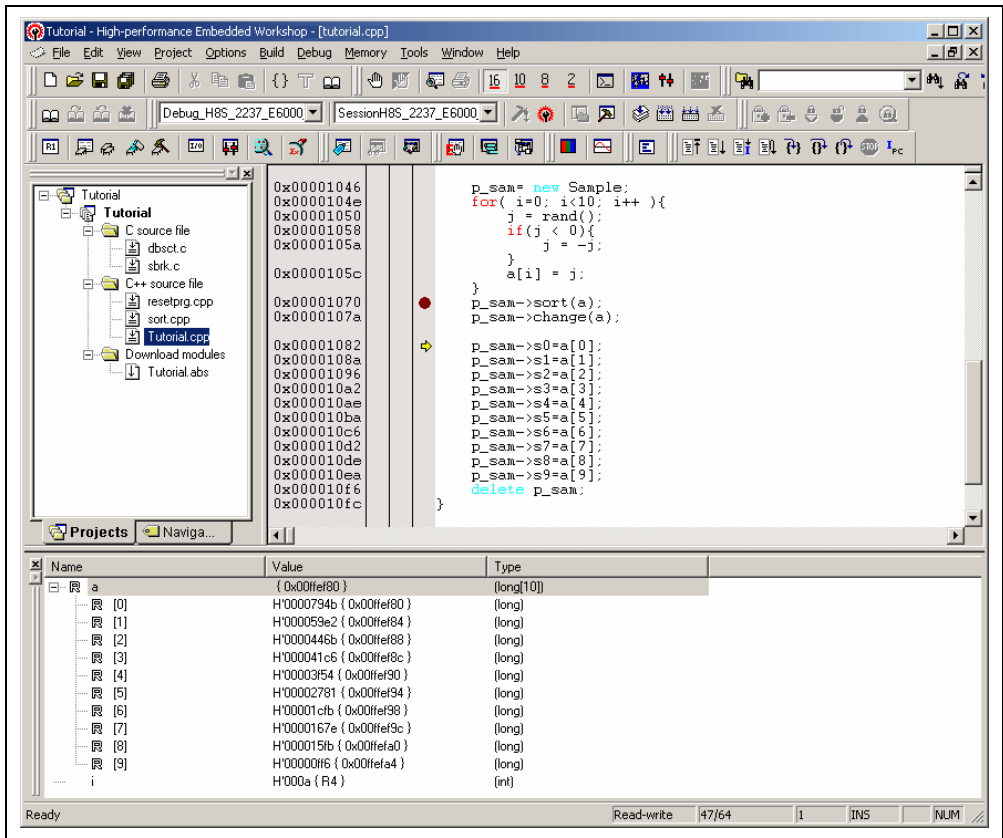 Tutorial - High-performance Embedded Workshop - [tutorial.cpp]
File Edit View Project Options Build Debug Memory Tools Window Help
16 10 8 2
Debug_H8S_2237_E6000 SessionH8S_2237_E6000
R1 I/O E STOP IPC
Tutorial
Tutorial
C source file
dbsct.c
sbrk.c
C++ source file
resetprg.cpp
sort.cpp
Tutorial.cpp
Download modules
Tutorial.abs
Projects Naviga...
0x00001046 p_sam= new Sample;
0x0000104e for( i=0; i<10; i++ ){
0x00001050 j = rand();
0x00001058 if(j < 0){
0x0000105a j = -j;
}
0x0000105c a[i] = j;
}
0x00001070 p_sam->sort(a);
0x0000107a p_sam->change(a);
0x00001082 p_sam->s0=a[0];
0x0000108a p_sam->s1=a[1];
0x00001096 p_sam->s2=a[2];
0x000010a2 p_sam->s3=a[3];
0x000010ae p_sam->s4=a[4];
0x000010ba p_sam->s5=a[5];
0x000010c6 p_sam->s6=a[6];
0x000010d2 p_sam->s7=a[7];
0x000010de p_sam->s8=a[8];
0x000010ea p_sam->s9=a[9];
0x000010f6 delete p_sam;
0x000010fc }
Name Value Type
R a { 0x00ffef80 } (long[10])
R [0] H'0000794b { 0x00ffef80 } (long)
R [1] H'000059e2 { 0x00ffef84 } (long)
R [2] H'0000446b { 0x00ffef88 } (long)
R [3] H'000041c6 { 0x00ffef8c } (long)
R [4] H'00003f54 { 0x00ffef90 } (long)
R [5] H'00002781 { 0x00ffef94 } (long)
R [6] H'00001cfb { 0x00ffef98 } (long)
R [7] H'0000167e { 0x00ffef9c } (long)
R [8] H'000015fb { 0x00ffefa0 } (long)
R [9] H'00000ff6 { 0x00ffefa4 } (long)
i H'000a { R4 } (int)
Ready Read-write 47/64 1 INS NUM